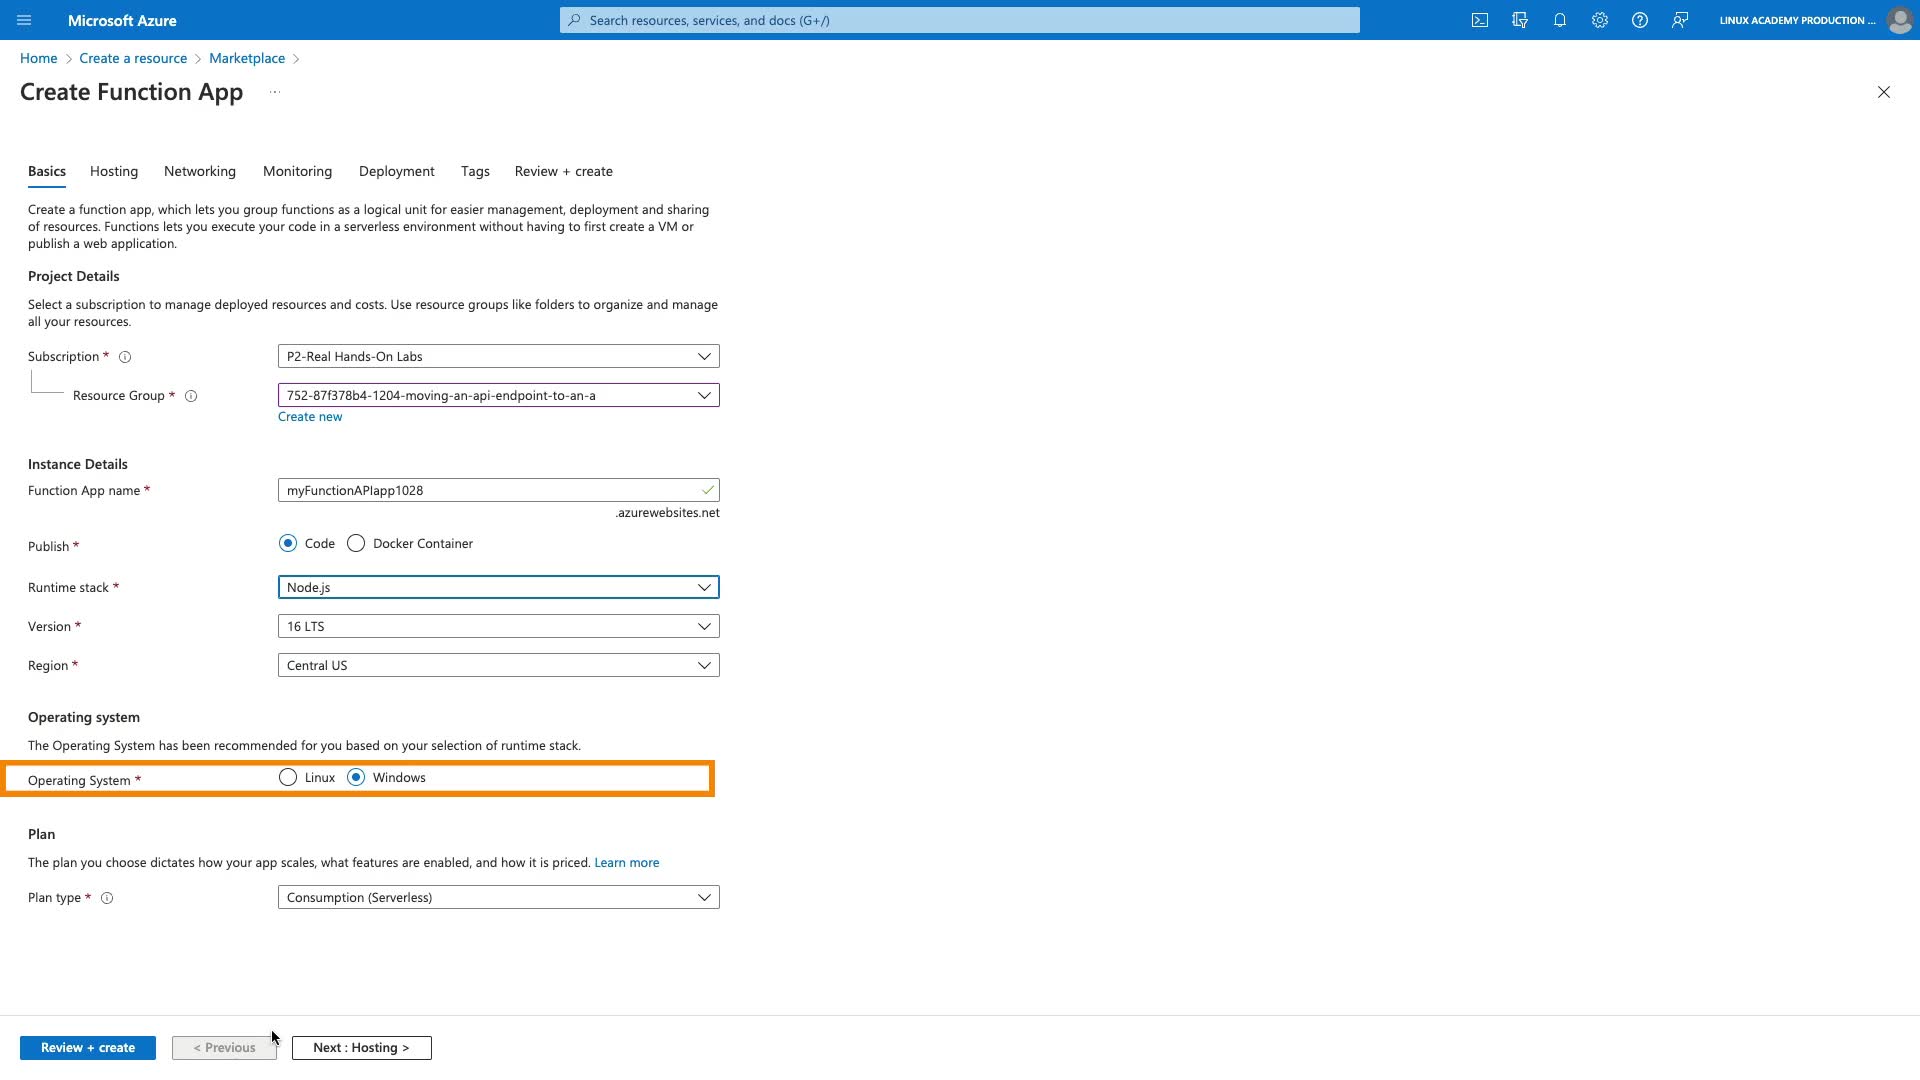 Microsoft Azure
Search resources, services, and docs (G+/)
LINUX ACADEMY PRODUCTION ...
Home > Create a resource > Marketplace >
Create Function App ...
Basics Hosting Networking Monitoring Deployment Tags Review + create
Create a function app, which lets you group functions as a logical unit for easier management, deployment and sharing
of resources. Functions lets you execute your code in a serverless environment without having to first create a VM or
publish a web application.
Project Details
Select a subscription to manage deployed resources and costs. Use resource groups like folders to organize and manage
all your resources.
Subscription * P2-Real Hands-On Labs
Resource Group * 752-87f378b4-1204-moving-an-api-endpoint-to-an-a
Create new
Instance Details
Function App name * myFunctionAPIapp1028
.azurewebsites.net
Publish * Code Docker Container
Runtime stack * Node.js
Version * 16 LTS
Region * Central US
Operating system
The Operating System has been recommended for you based on your selection of runtime stack.
Operating System * Linux Windows
Plan
The plan you choose dictates how your app scales, what features are enabled, and how it is priced. Learn more
Plan type * Consumption (Serverless)
Review + create < Previous Next : Hosting >